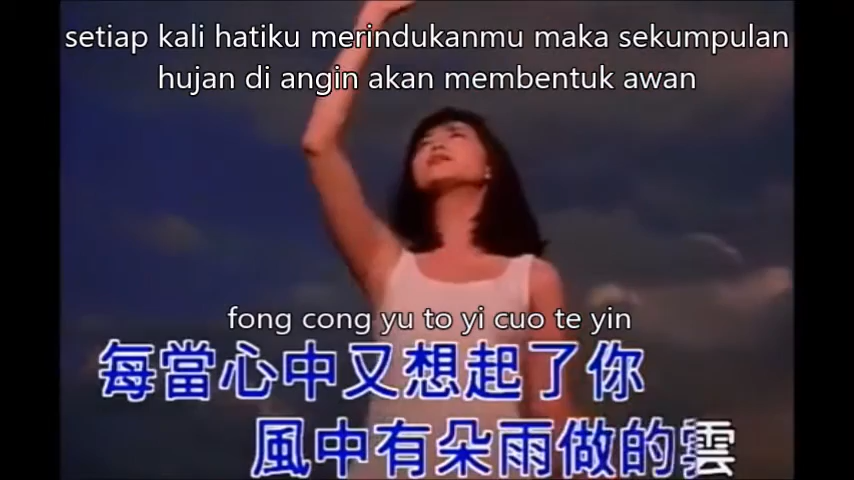 setiap kali hatiku merindukanmu maka sekumpulan
hujan di angin akan membentuk awan
fong cong yu to yi cuo te yin
每當心中又想起了你
風中有朵雨做的雲